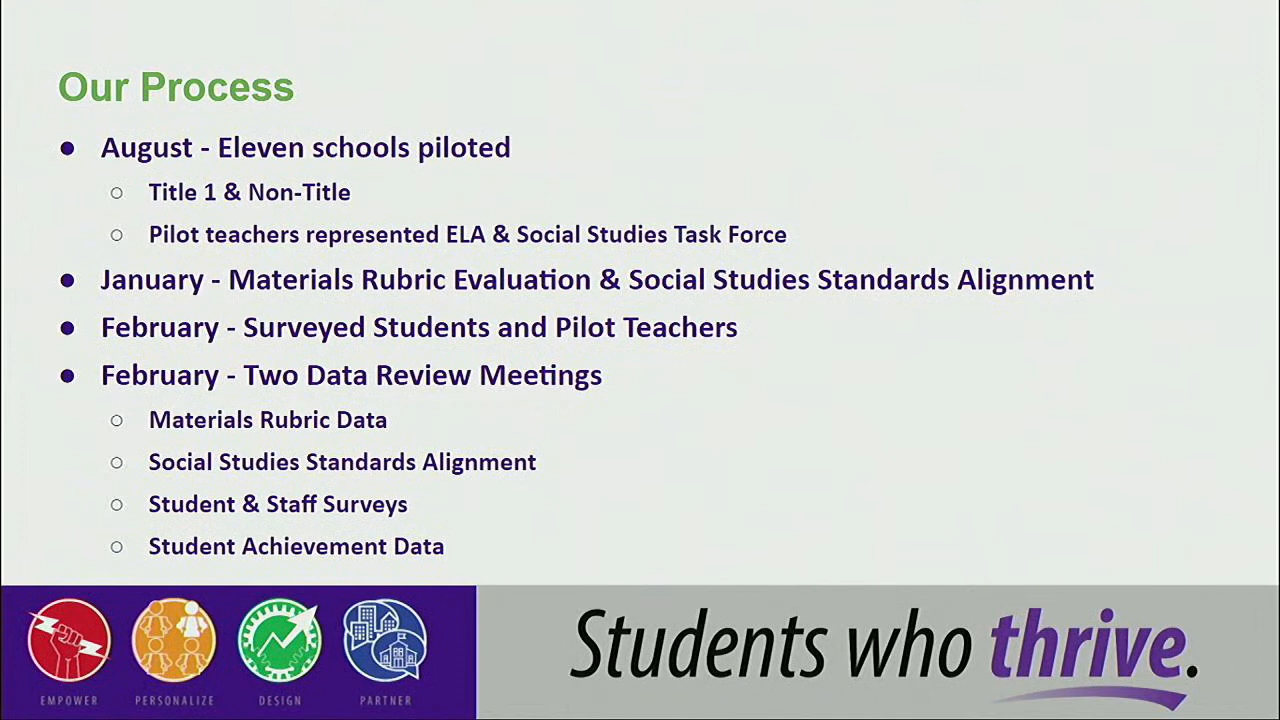 Our Process
● August - Eleven schools piloted
○ Title 1 & Non-Title
○ Pilot teachers represented ELA & Social Studies Task Force
● January - Materials Rubric Evaluation & Social Studies Standards Alignment
● February - Surveyed Students and Pilot Teachers
● February - Two Data Review Meetings
○ Materials Rubric Data
○ Social Studies Standards Alignment
○ Student & Staff Surveys
○ Student Achievement Data
EMPOWER PERSONALIZE DESIGN PARTNER
Students who thrive.